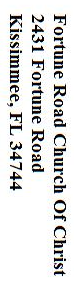 Fortune Road Church Of Christ
2431 Fortune Road
Kissimmee, FL 34744